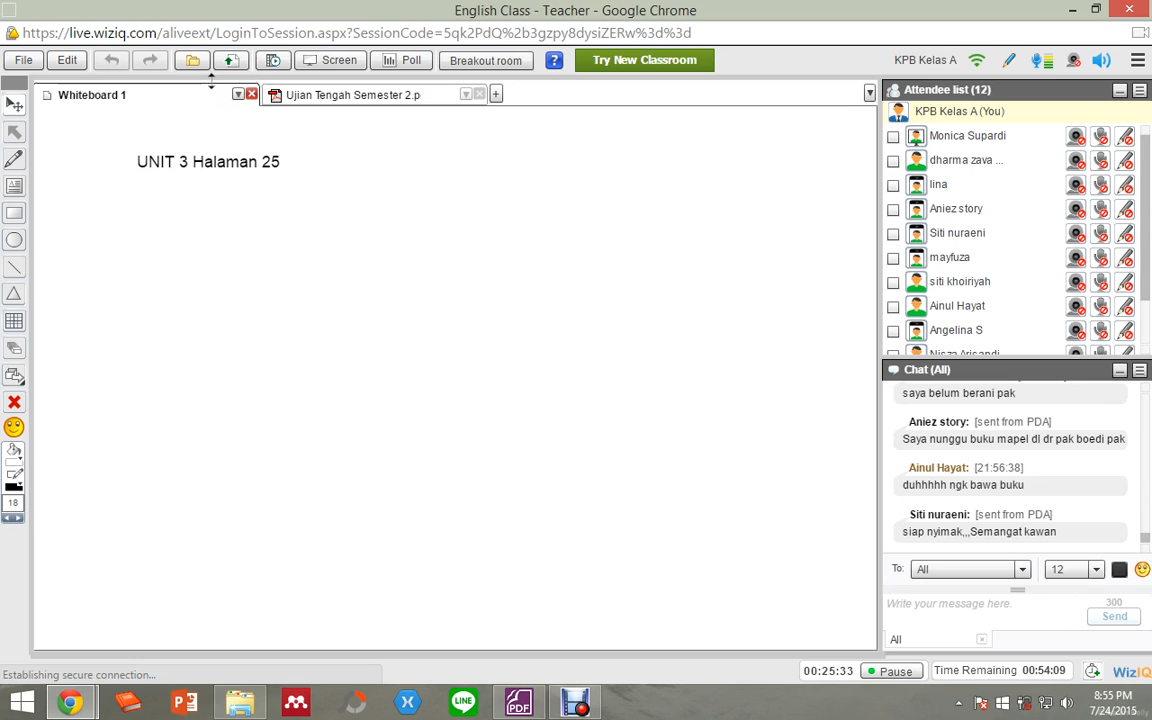 English Class - Teacher - Google Chrome
https://live.wiziq.com/aliveext/LoginToSession.aspx?SessionCode=5qk2PdQ%2b3gzpy8dysiZERw%3d%3d
File Edit Screen Poll Breakout room ? Try New Classroom KPB Kelas A
Whiteboard 1 Ujian Tengah Semester 2.p
UNIT 3 Halaman 25
18
Attendee list (12)
KPB Kelas A (You)
Monica Supardi
dharma zava ...
lina
Aniez story
Siti nuraeni
mayfuza
siti khoiriyah
Ainul Hayat
Angelina S
Nisza Arisandi
Chat (All)
saya belum berani pak
Aniez story: [sent from PDA]
Saya nunggu buku mapel dl dr pak boedi pak
Ainul Hayat: [21:56:38]
duhhhhh ngk bawa buku
Siti nuraeni: [sent from PDA]
siap nyimak,,,Semangat kawan
To: All 12
Write your message here. 300
Send
All
Establishing secure connection...
00:25:33 Pause Time Remaining 00:54:09 WizIQ
PDF
LINE
8:55 PM
7/24/2015